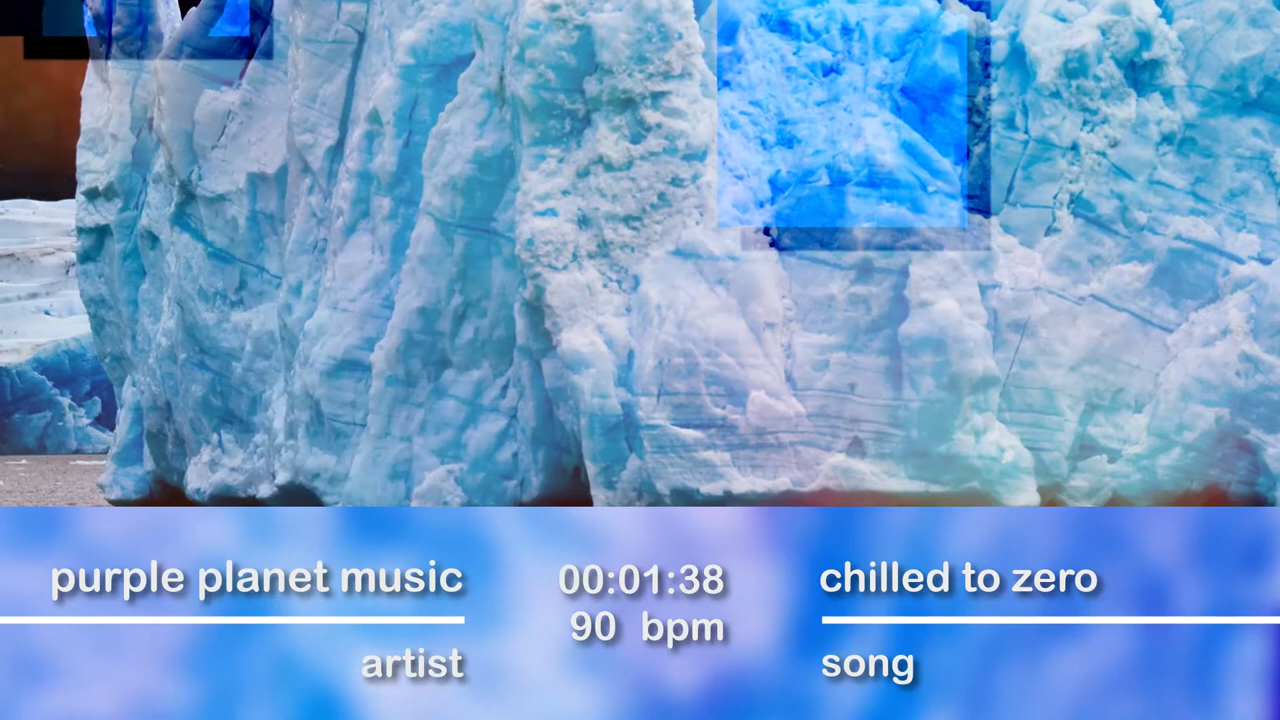 purple planet music
artist
00:01:38
90 bpm
chilled to zero
song